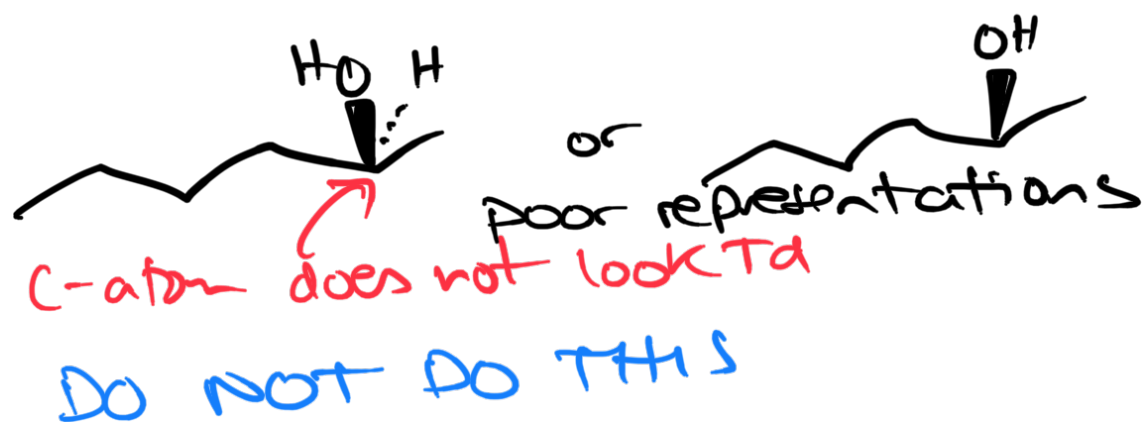 OH
HO H
or
poor representations
C-atom does not look Td
DO NOT DO THIS